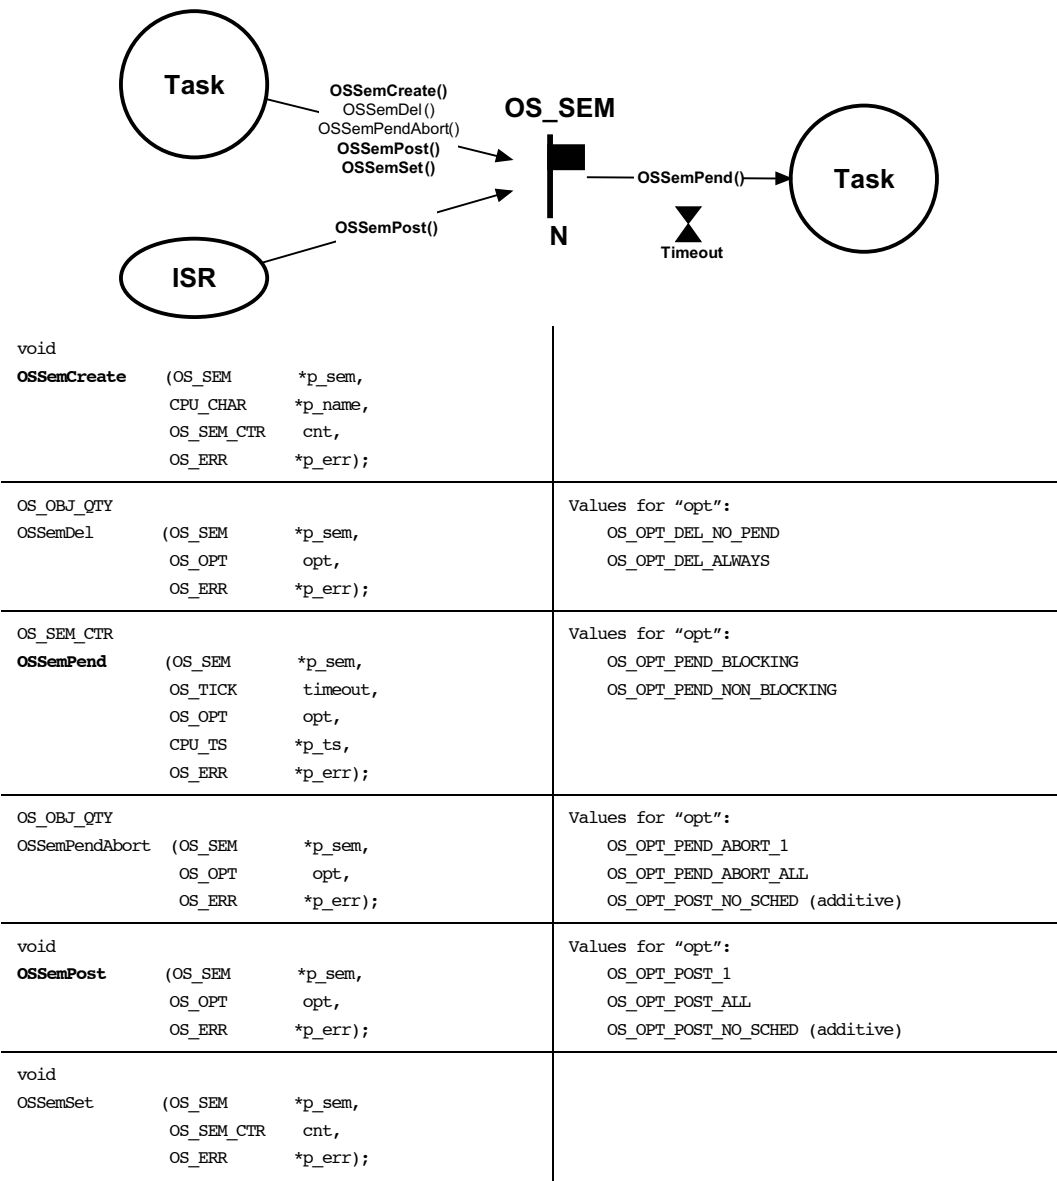 Task
OSSemCreate()
OSSemDel()
OSSemPendAbort()
OSSemPost()
OSSemSet()
OS_SEM
OSSemPend()
Task
OSSemPost()
N
Timeout
ISR
void
OSSemCreate (OS_SEM *p_sem,
CPU_CHAR *p_name,
OS_SEM_CTR cnt,
OS_ERR *p_err);
OS_OBJ_QTY
OSSemDel (OS_SEM *p_sem,
OS_OPT opt,
OS_ERR *p_err);
Values for “opt”:
OS_OPT_DEL_NO_PEND
OS_OPT_DEL_ALWAYS
OS_SEM_CTR
OSSemPend (OS_SEM *p_sem,
OS_TICK timeout,
OS_OPT opt,
CPU_TS *p_ts,
OS_ERR *p_err);
Values for “opt”:
OS_OPT_PEND_BLOCKING
OS_OPT_PEND_NON_BLOCKING
OS_OBJ_QTY
OSSemPendAbort (OS_SEM *p_sem,
OS_OPT opt,
OS_ERR *p_err);
Values for “opt”:
OS_OPT_PEND_ABORT_1
OS_OPT_PEND_ABORT_ALL
OS_OPT_POST_NO_SCHED (additive)
void
OSSemPost (OS_SEM *p_sem,
OS_OPT opt,
OS_ERR *p_err);
Values for “opt”:
OS_OPT_POST_1
OS_OPT_POST_ALL
OS_OPT_POST_NO_SCHED (additive)
void
OSSemSet (OS_SEM *p_sem,
OS_SEM_CTR cnt,
OS_ERR *p_err);